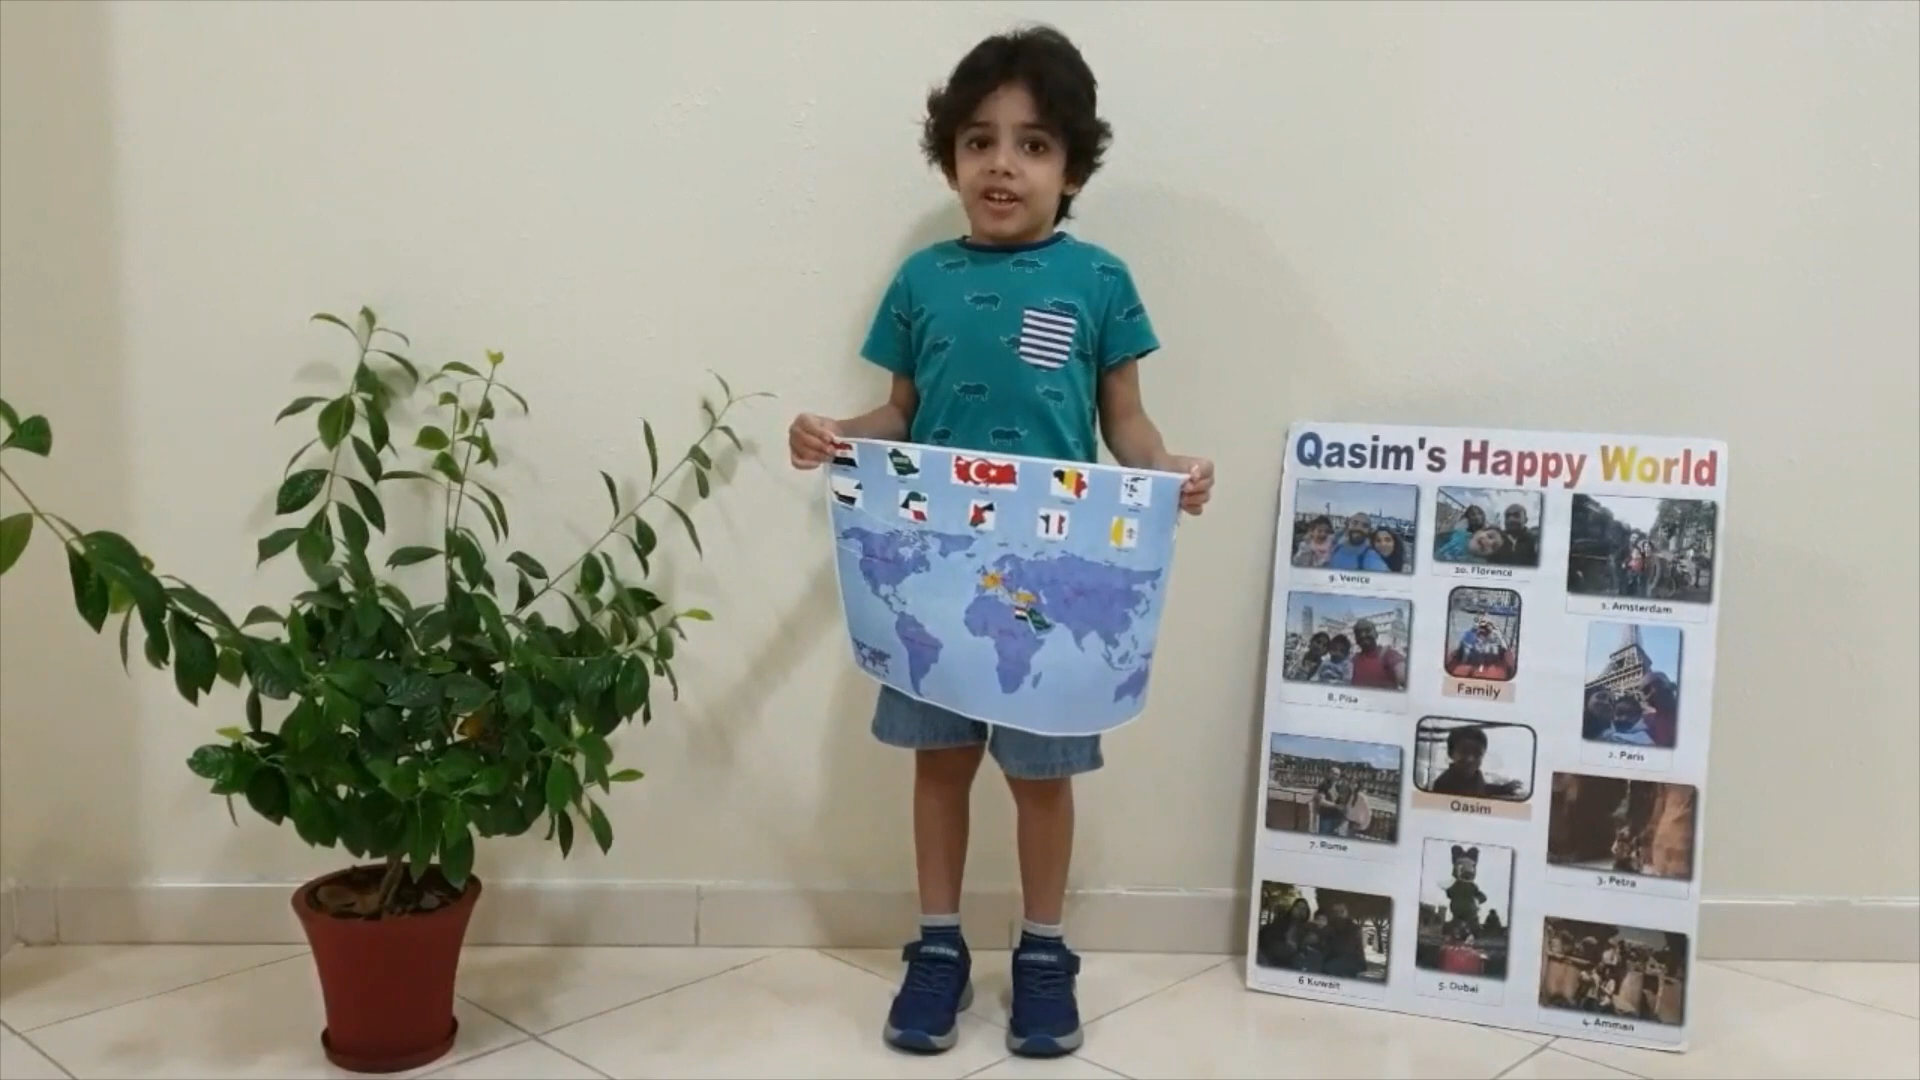 Qasim's Happy World
9. Venice
10. Florence
1. Amsterdam
8. Pisa
Family
2. Paris
7. Rome
Qasim
3. Petra
6 Kuwait
5. Dubai
4. Amman